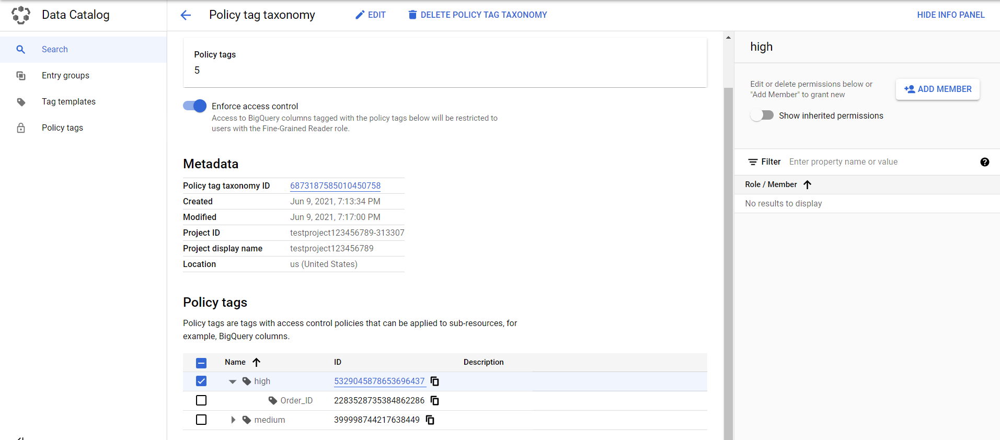 Data Catalog
Policy tag taxonomy
EDIT
DELETE POLICY TAG TAXONOMY
HIDE INFO PANEL
Search
Entry groups
Tag templates
Policy tags
Policy tags
5
Enforce access control
Access to BigQuery columns tagged with the policy tags below will be restricted to
users with the Fine-Grained Reader role.
Metadata
Policy tag taxonomy ID 6873187585010450758
Created Jun 9, 2021, 7:13:34 PM
Modified Jun 9, 2021, 7:17:00 PM
Project ID testproject123456789-313307
Project display name testproject123456789
Location us (United States)
Policy tags
Policy tags are tags with access control policies that can be applied to sub-resources, for
example, BigQuery columns.
Name ID Description
high 5329045878653696437
Order_ID 2283528735384862286
medium 399998744217638449
high
Edit or delete permissions below or
"Add Member" to grant new
ADD MEMBER
Show inherited permissions
Filter Enter property name or value
Role / Member
No results to display